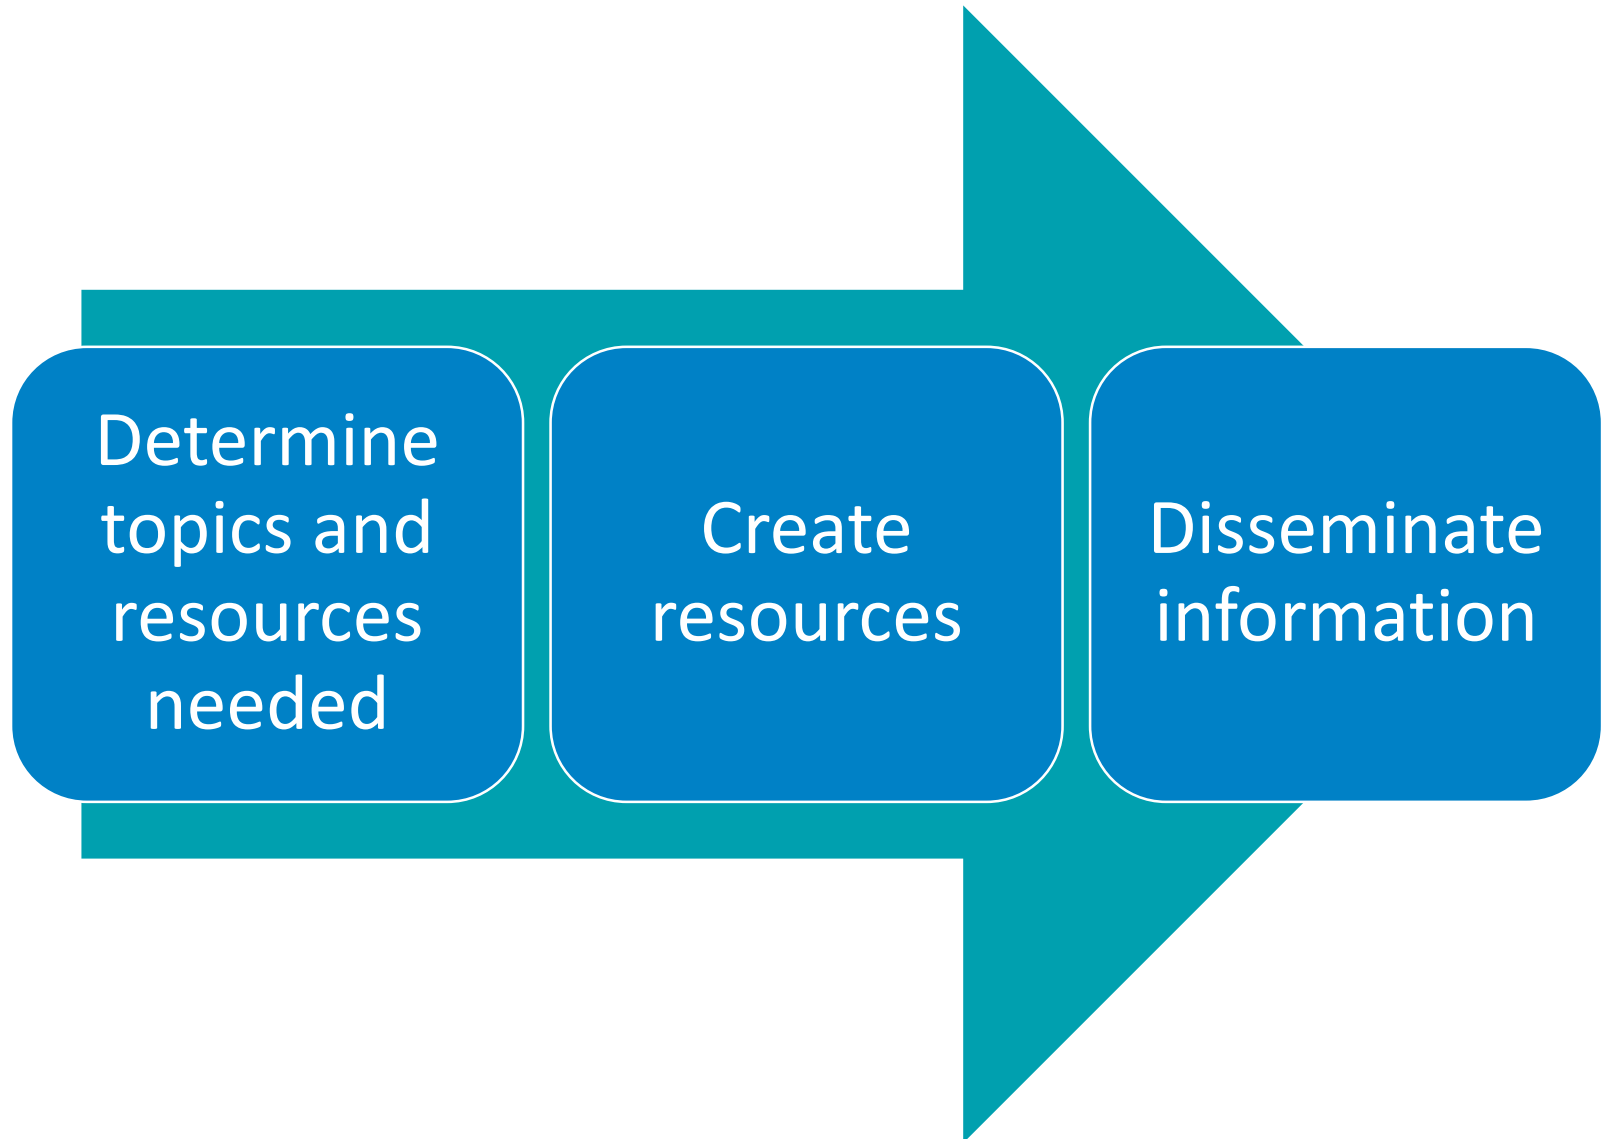 Determine
topics and
resources
needed
Create
resources
Disseminate
information